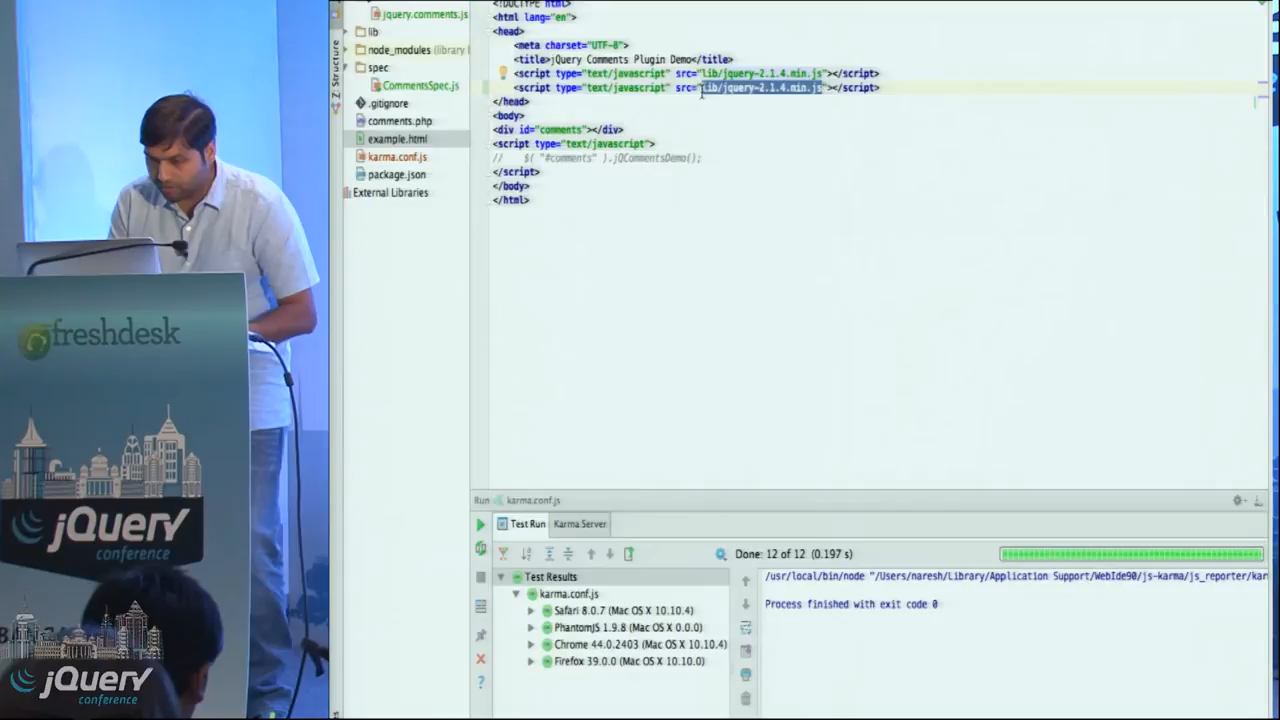 jquery.comments.js
lib
node_modules (library
spec
CommentsSpec.js
.gitignore
comments.php
example.html
karma.conf.js
package.json
External Libraries
Z: Structure
<!DOCTYPE html>
<html lang="en">
<head>
<meta charset="UTF-8">
<title>jQuery Comments Plugin Demo</title>
<script type="text/javascript" src="lib/jquery-2.1.4.min.js"></script>
<script type="text/javascript" src="lib/jquery-2.1.4.min.js"></script>
</head>
<body>
<div id="comments"></div>
<script type="text/javascript">
// $( "#comments" ).jQCommentsDemo();
</script>
</body>
</html>
Run karma.conf.js
Test Run Karma Server
Done: 12 of 12 (0.197 s)
Test Results
karma.conf.js
Safari 8.0.7 (Mac OS X 10.10.4)
PhantomJS 1.9.8 (Mac OS X 0.0.0)
Chrome 44.0.2403 (Mac OS X 10.10.4)
Firefox 39.0.0 (Mac OS X 10.10.0)
/usr/local/bin/node "/Users/naresh/Library/Application Support/WebIde90/js-karma/js_reporter/kar
Process finished with exit code 0
freshdesk
jQuery
conference
jQuery
conference